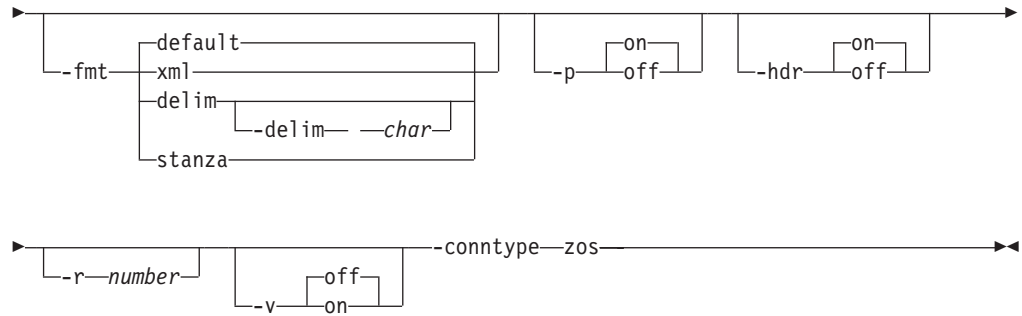 default on on
-fmt xml -p off -hdr off
delim
-delim char
stanza
-conntype zos
-r number off
-v on